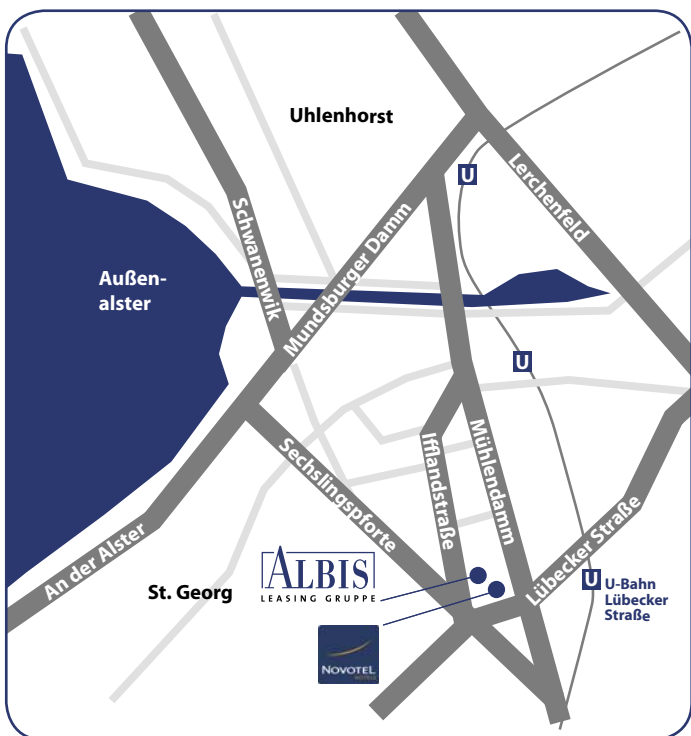 Uhlenhorst
U
Lerchenfeld
Schwanenwik
Mundsburger Damm
Außen-
alster
U
Ifflandstraße
Mühlendamm
Sechslingspforte
Lübecker Straße
An der Alster
St. Georg
ALBIS
LEASING GRUPPE
U
U-Bahn
Lübecker
Straße
NOVOTEL
HOTELS